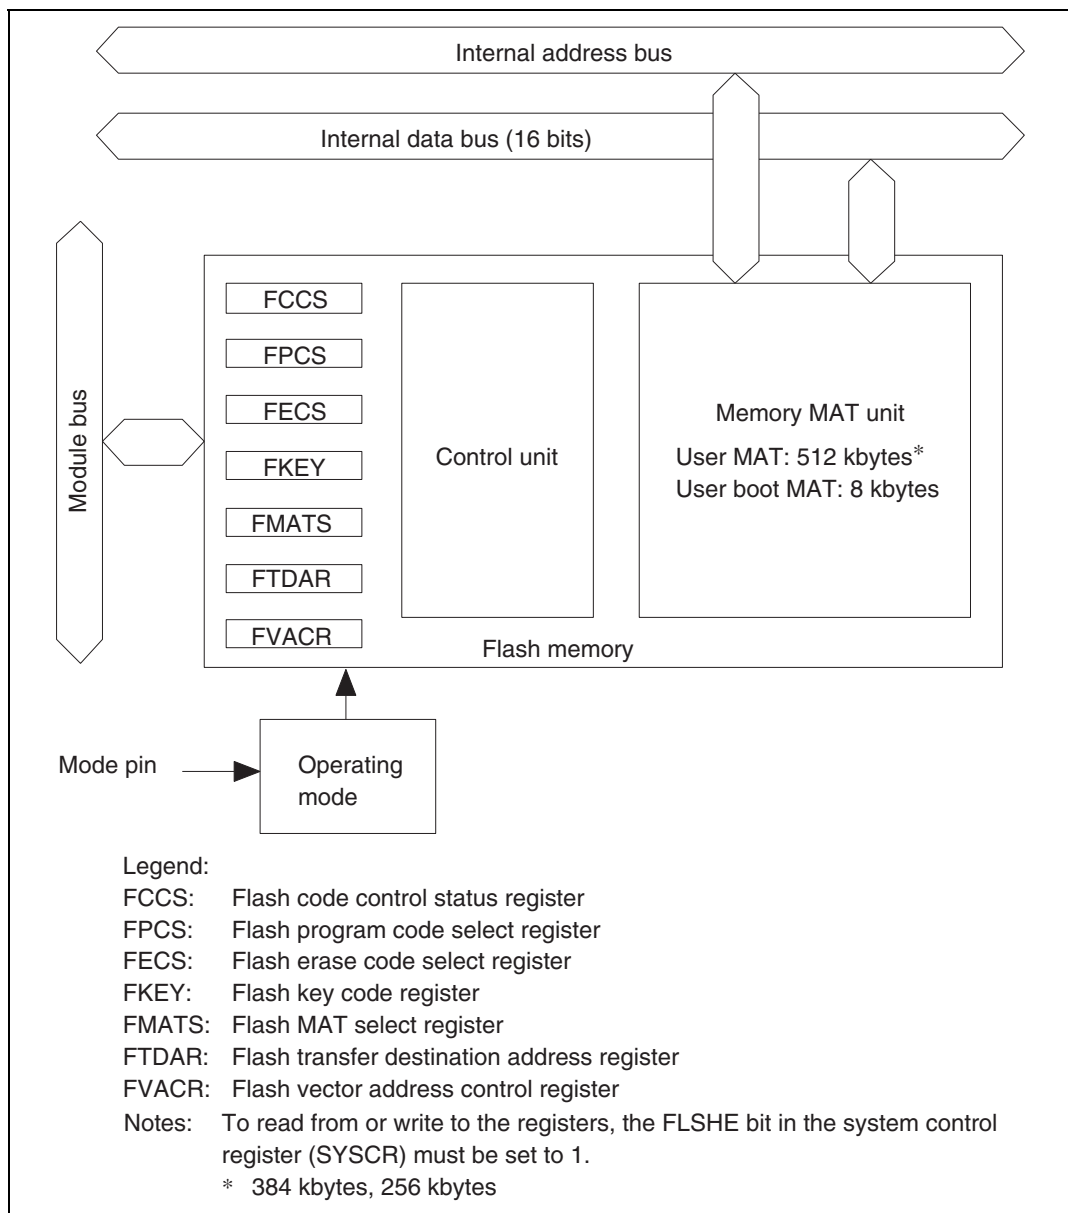 Internal address bus
Internal data bus (16 bits)
Module bus
FCCS
FPCS
FECS
FKEY
FMATS
FTDAR
FVACR
Control unit
Memory MAT unit
User MAT: 512 kbytes*
User boot MAT: 8 kbytes
Flash memory
Mode pin
Operating
mode
Legend:
FCCS: Flash code control status register
FPCS: Flash program code select register
FECS: Flash erase code select register
FKEY: Flash key code register
FMATS: Flash MAT select register
FTDAR: Flash transfer destination address register
FVACR: Flash vector address control register
Notes: To read from or write to the registers, the FLSHE bit in the system control
register (SYSCR) must be set to 1.
* 384 kbytes, 256 kbytes